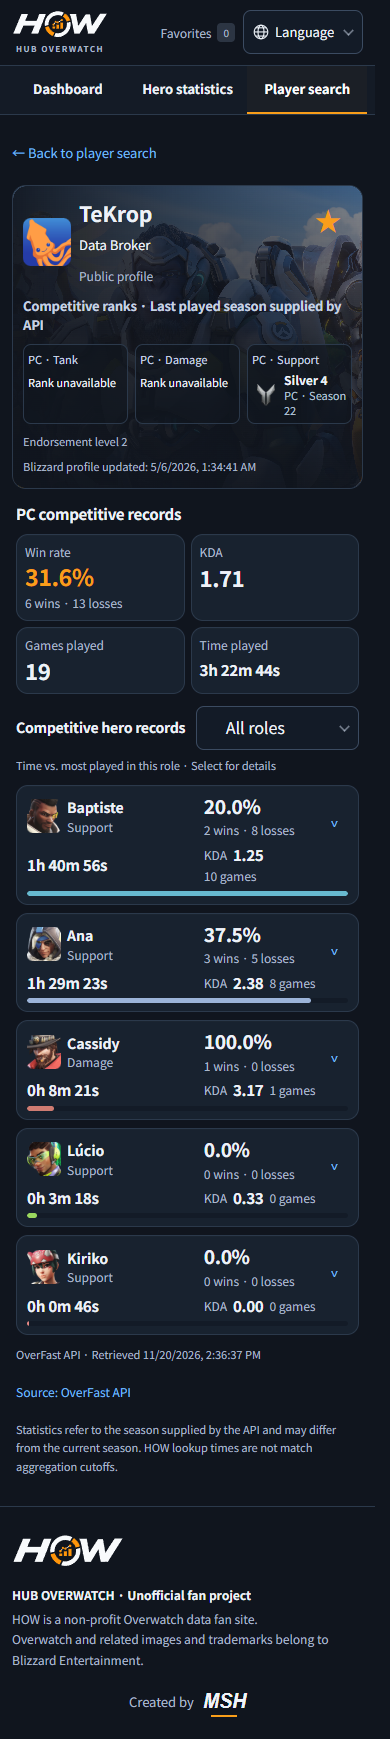 HOW
HUB OVERWATCH
Favorites 0
Language
Dashboard
Hero statistics
Player search
← Back to player search
TeKrop
Data Broker
Public profile
Competitive ranks · Last played season supplied by
API
PC · Tank
Rank unavailable
PC · Damage
Rank unavailable
PC · Support
Silver 4
PC · Season
22
Endorsement level 2
Blizzard profile updated: 5/6/2026, 1:34:41 AM
PC competitive records
Win rate
31.6%
6 wins · 13 losses
KDA
1.71
Games played
19
Time played
3h 22m 44s
Competitive hero records
All roles
Time vs. most played in this role · Select for details
Baptiste
Support
1h 40m 56s
20.0%
2 wins · 8 losses
KDA 1.25
10 games
v
Ana
Support
1h 29m 23s
37.5%
3 wins · 5 losses
KDA 2.38 8 games
v
Cassidy
Damage
0h 8m 21s
100.0%
1 wins · 0 losses
KDA 3.17 1 games
v
Lúcio
Support
0h 3m 18s
0.0%
0 wins · 0 losses
KDA 0.33 0 games
v
Kiriko
Support
0h 0m 46s
0.0%
0 wins · 0 losses
KDA 0.00 0 games
v
OverFast API · Retrieved 11/20/2026, 2:36:37 PM
Source: OverFast API
Statistics refer to the season supplied by the API and may differ
from the current season. HOW lookup times are not match
aggregation cutoffs.
HOW
HUB OVERWATCH · Unofficial fan project
HOW is a non-profit Overwatch data fan site.
Overwatch and related images and trademarks belong to
Blizzard Entertainment.
Created by MSH